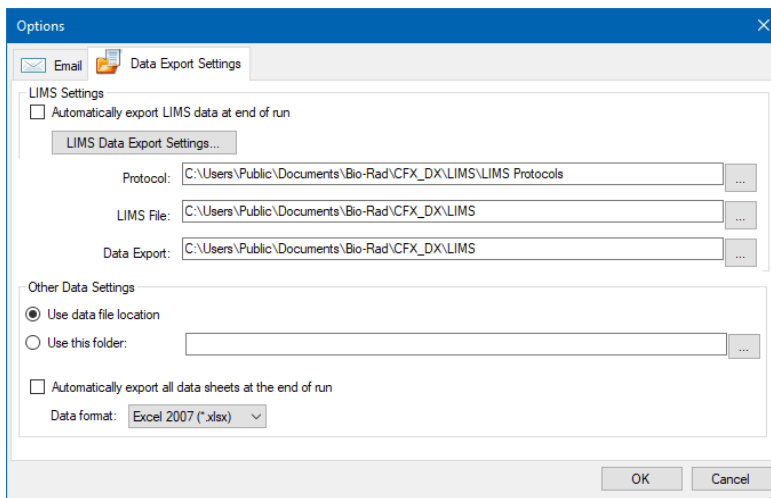 Options
Email
Data Export Settings
LIMS Settings
Automatically export LIMS data at end of run
LIMS Data Export Settings...
Protocol: C:\Users\Public\Documents\Bio-Rad\CFX_DX\LIMS\LIMS Protocols ...
LIMS File: C:\Users\Public\Documents\Bio-Rad\CFX_DX\LIMS ...
Data Export: C:\Users\Public\Documents\Bio-Rad\CFX_DX\LIMS ...
Other Data Settings
Use data file location
Use this folder: ...
Automatically export all data sheets at the end of run
Data format: Excel 2007 (*.xlsx)
OK Cancel